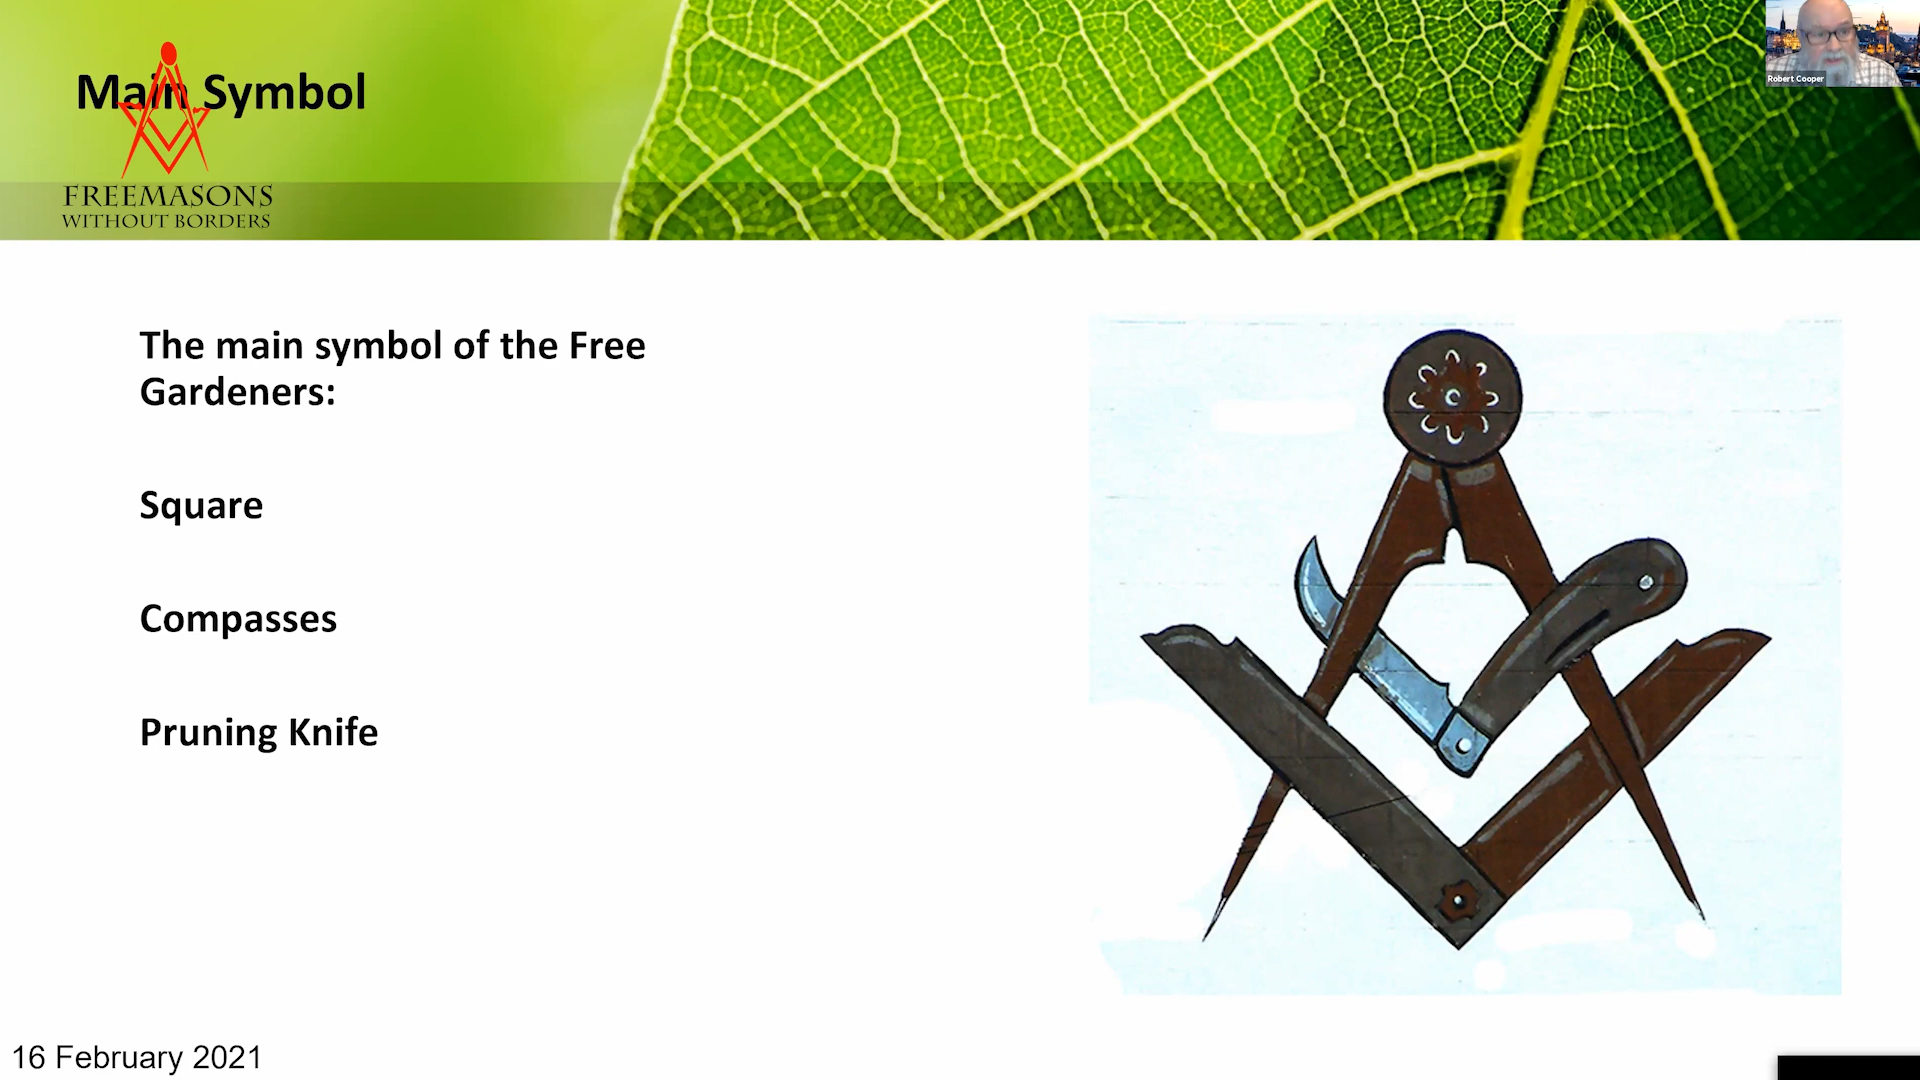 Main Symbol
FREEMASONS
WITHOUT BORDERS
Robert Cooper
The main symbol of the Free
Gardeners:
Square
Compasses
Pruning Knife
16 February 2021